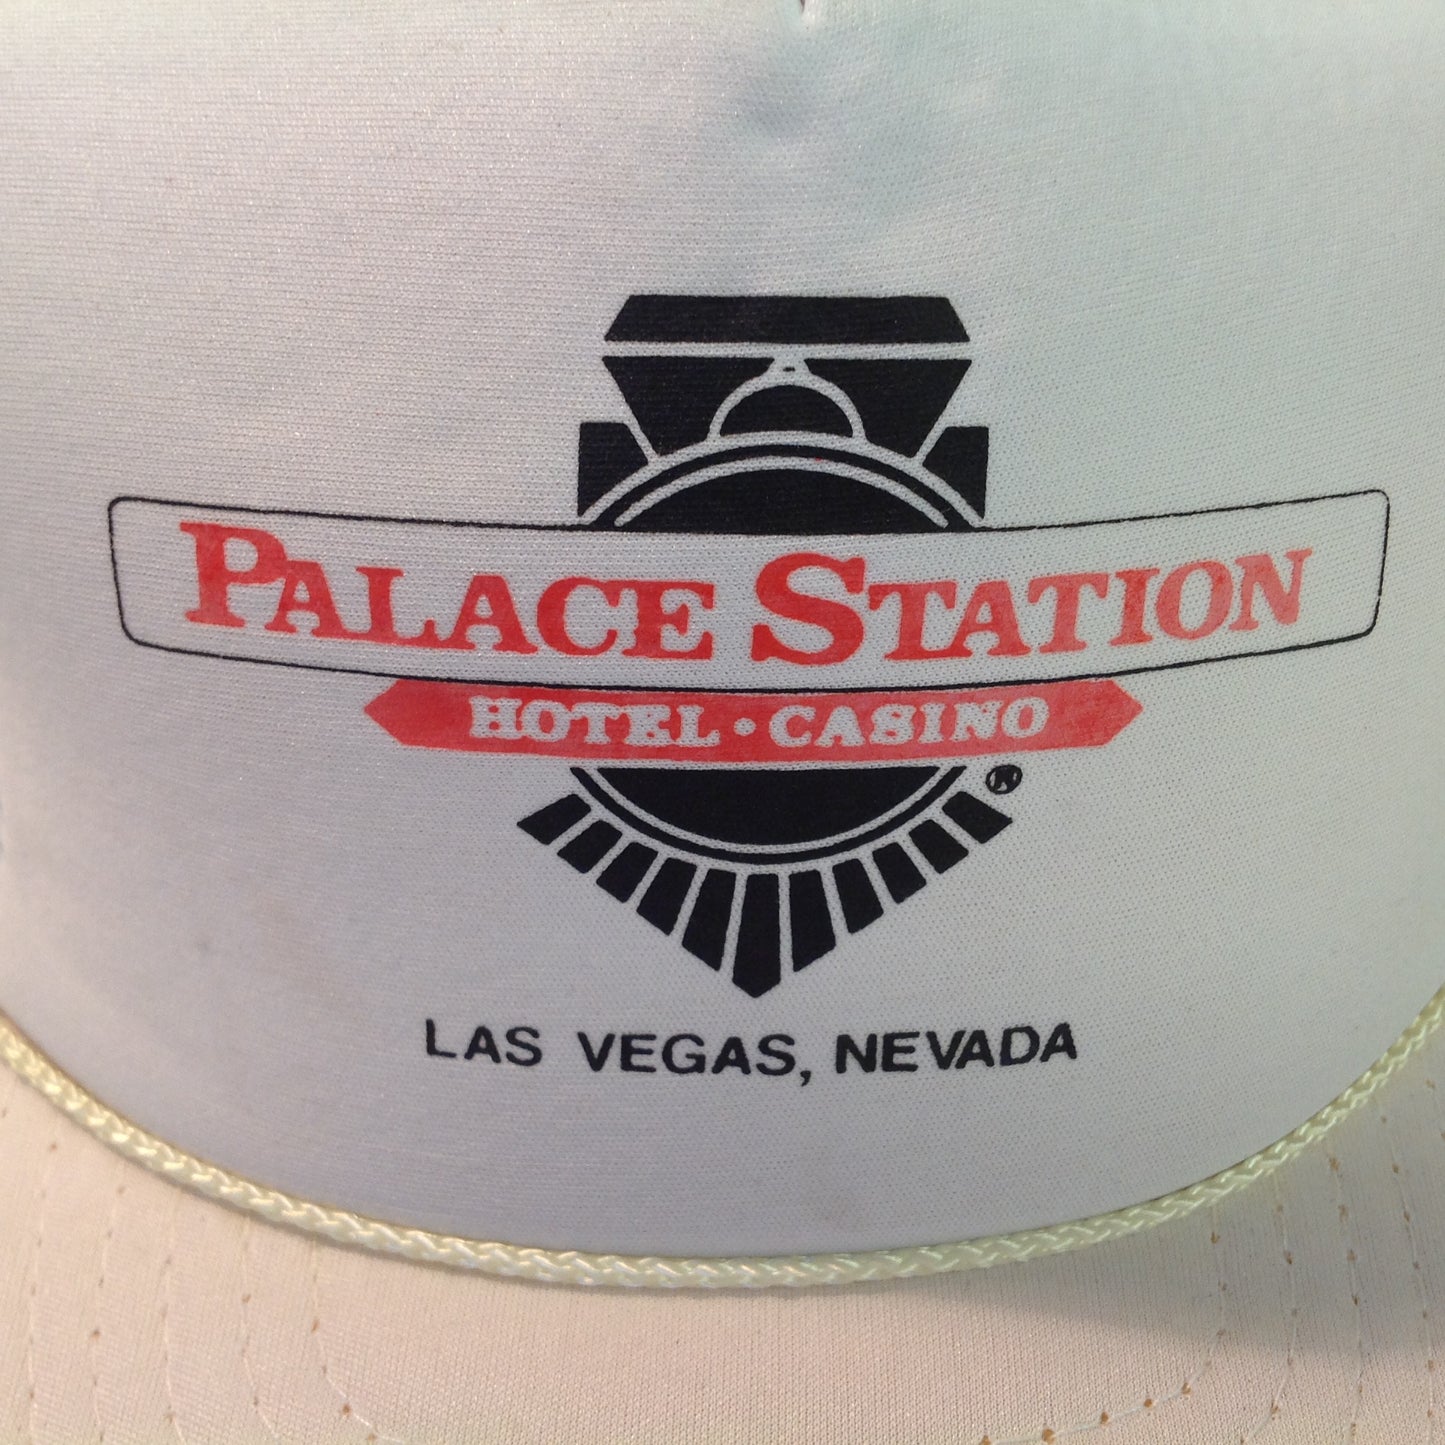 PALACE STATION
HOTEL • CASINO
®
LAS VEGAS, NEVADA